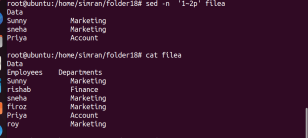 root@ubuntu:/home/simran/folder18# sed -n '1~2p' filea
Data
Sunny Marketing
sneha Marketing
Priya Account
root@ubuntu:/home/simran/folder18# cat filea
Data
Employees Departments
Sunny Marketing
rishab Finance
sneha Marketing
firoz Marketing
Priya Account
roy Marketing